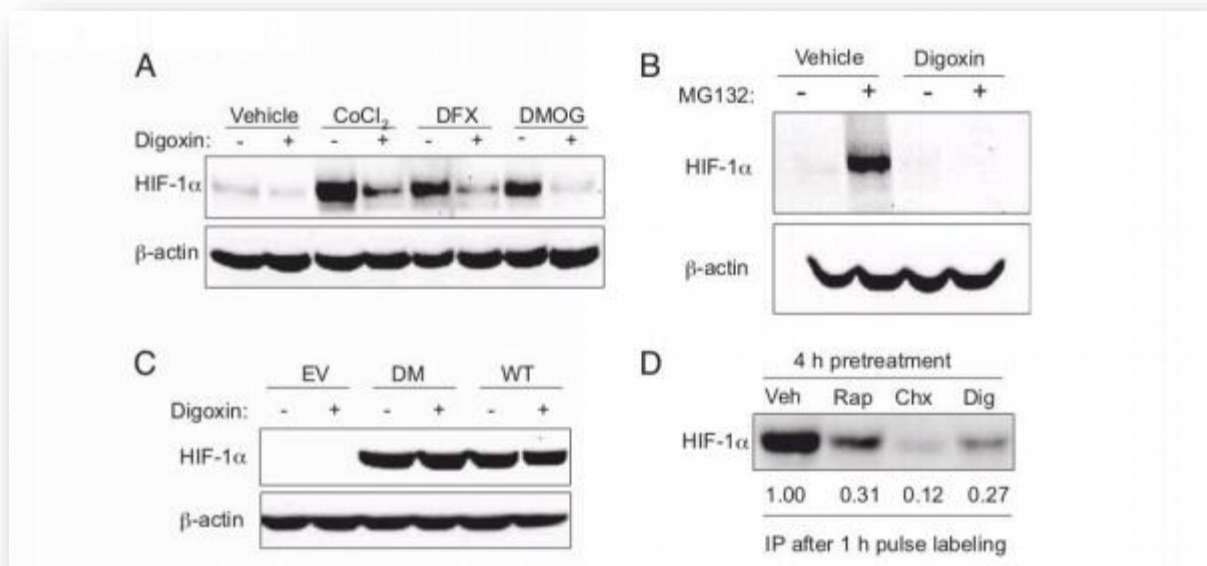 A
Vehicle CoCl₂ DFX DMOG
Digoxin: - + - + - + - +
HIF-1α
β-actin
B
Vehicle Digoxin
MG132: - + - +
HIF-1α
β-actin
C
EV DM WT
Digoxin: - + - + - +
HIF-1α
β-actin
D
4 h pretreatment
Veh Rap Chx Dig
HIF-1α
1.00 0.31 0.12 0.27
IP after 1 h pulse labeling